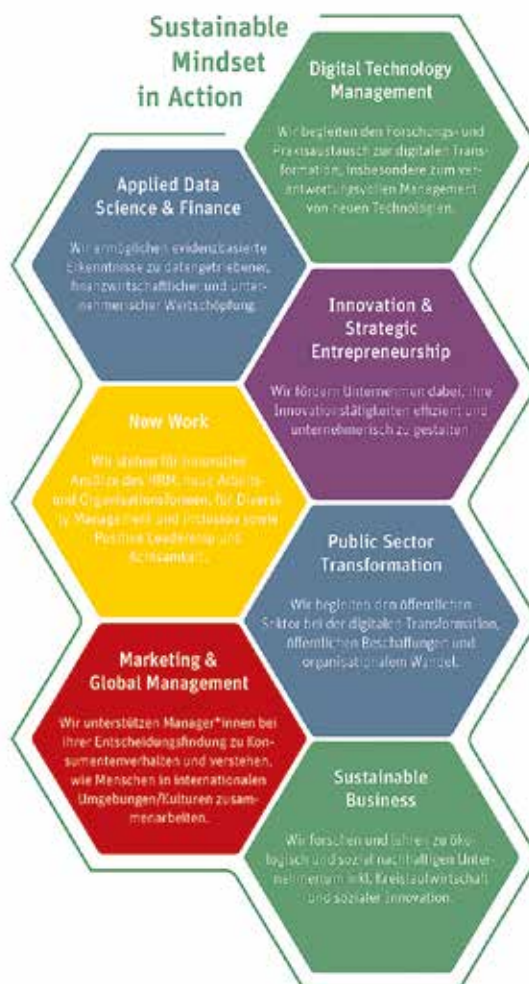 Sustainable
Mindset
in Action
Digital Technology
Management
Wir begleiten den Forschungs- und
Praxisaustausch zur digitalen Trans-
formation, insbesondere zum ver-
antwortungsvollen Management
von neuen Technologien.
Applied Data
Science & Finance
Wir ermöglichen evidenzbasierte
Erkenntnisse zu datengetriebener,
finanzwirtschaftlicher und unter-
nehmerischer Wertschöpfung.
Innovation &
Strategic
Entrepreneurship
Wir fördern Unternehmen dabei, ihre
Innovationstätigkeiten effizient und
unternehmerisch zu gestalten.
New Work
Wir stehen für innovative
Ansätze des HRM, neue Arbeits-
und Organisationsformen, für Diversi-
ty Management und Inclusion sowie
Positive Leadership und
Achtsamkeit.
Public Sector
Transformation
Wir begleiten den öffentlichen
Sektor bei der digitalen Transformation,
öffentlichen Beschaffungen und
organisationalem Wandel.
Marketing &
Global Management
Wir unterstützen Manager*innen bei
ihrer Entscheidungsfindung zu Kon-
sumentenverhalten und verstehen,
wie Menschen in internationalen
Umgebungen/Kulturen zusam-
menarbeiten.
Sustainable
Business
Wir forschen und lehren zu öko-
logisch und sozial nachhaltigen Unter-
nehmertum inkl. Kreislaufwirtschaft
und sozialer Innovation.